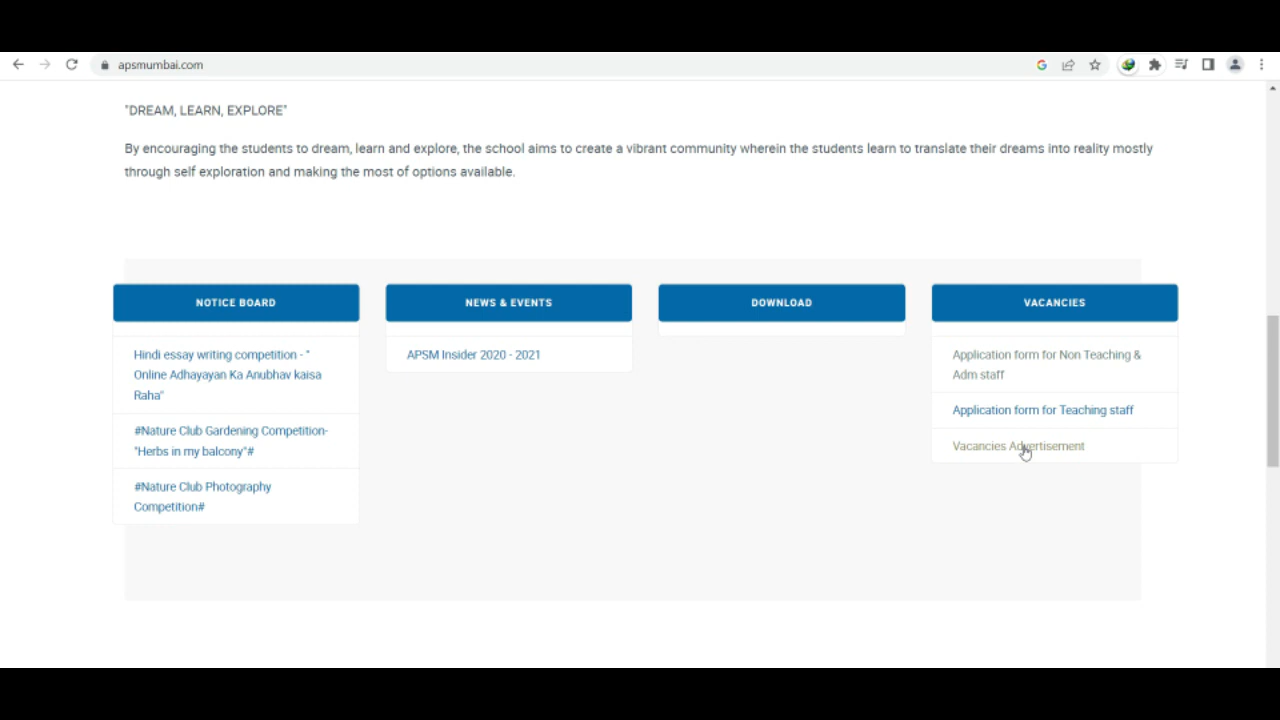 apsmumbai.com
"DREAM, LEARN, EXPLORE"
By encouraging the students to dream, learn and explore, the school aims to create a vibrant community wherein the students learn to translate their dreams into reality mostly
through self exploration and making the most of options available.
NOTICE BOARD
Hindi essay writing competition - "
Online Adhayayan Ka Anubhav kaisa
Raha"
#Nature Club Gardening Competition-
"Herbs in my balcony"#
#Nature Club Photography
Competition#
NEWS & EVENTS
APSM Insider 2020 - 2021
DOWNLOAD
VACANCIES
Application form for Non Teaching &
Adm staff
Application form for Teaching staff
Vacancies Advertisement